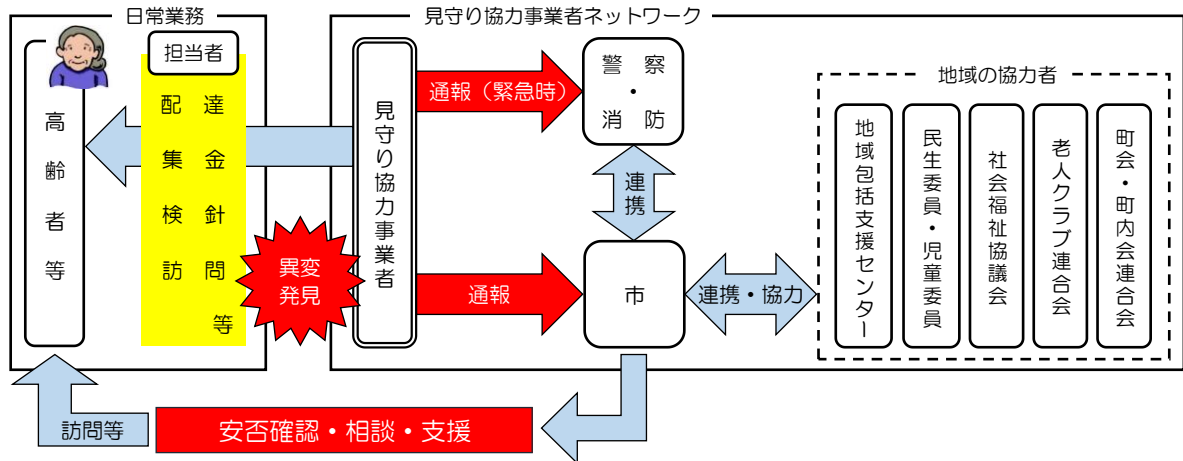 日常業務
見守り協力事業者ネットワーク
高齢者等
担当者
配達
集金
検針
訪問
等
異変
発見
見守り協力事業者
通報（緊急時）
通報
警察
・
消防
連携
市
連携・協力
地域の協力者
地域包括支援センター
民生委員・児童委員
社会福祉協議会
老人クラブ連合会
町会・町内会連合会
訪問等
安否確認・相談・支援